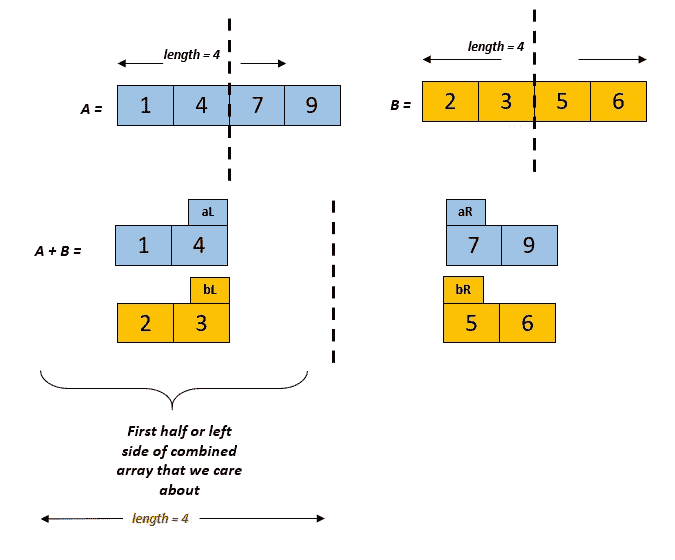 length = 4
length = 4
A = 1 4 7 9
B = 2 3 5 6
aL
aR
A + B = 1 4
7 9
bL
bR
2 3
5 6
First half or left
side of combined
array that we care
about
length = 4